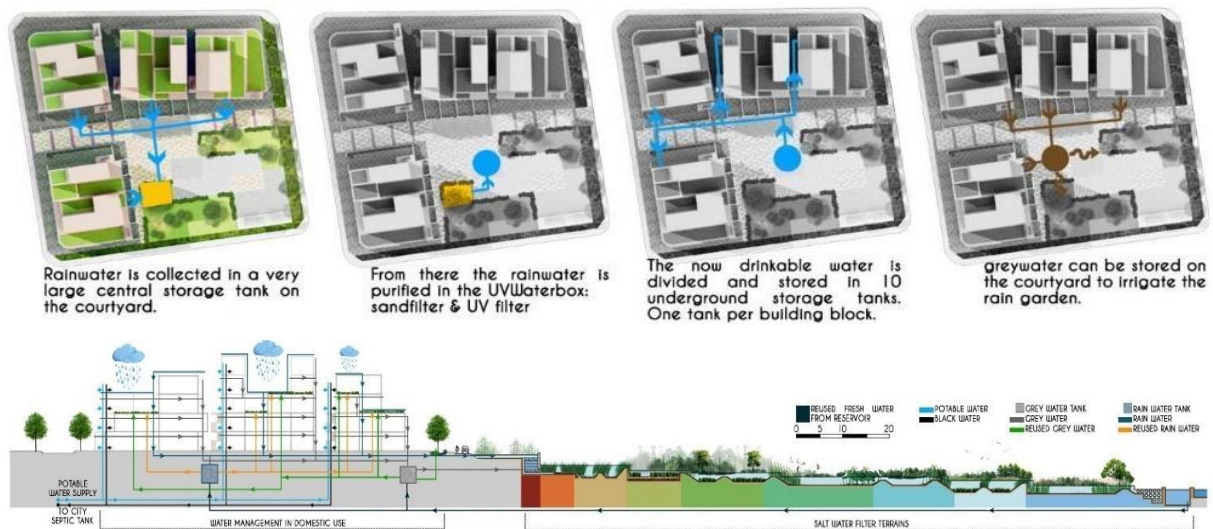 Rainwater is collected in a very
large central storage tank on
the courtyard.
From there the rainwater is
purified in the UVWaterbox:
sandfilter & UV filter
The now drinkable water is
divided and stored in 10
underground storage tanks.
One tank per building block.
greywater can be stored on
the courtyard to irrigate the
rain garden.
REUSED FRESH WATER
FROM RESERVOIR
0 5 10 20
POTABLE WATER
BLACK WATER
GREY WATER TANK
GREY WATER
REUSED GREY WATER
RAIN WATER TANK
RAIN WATER
REUSED RAIN WATER
POTABLE
WATER SUPPLY
TO CITY
SEPTIC TANK
WATER MANAGEMENT IN DOMESTIC USE
SALT WATER FILTER TERRAINS